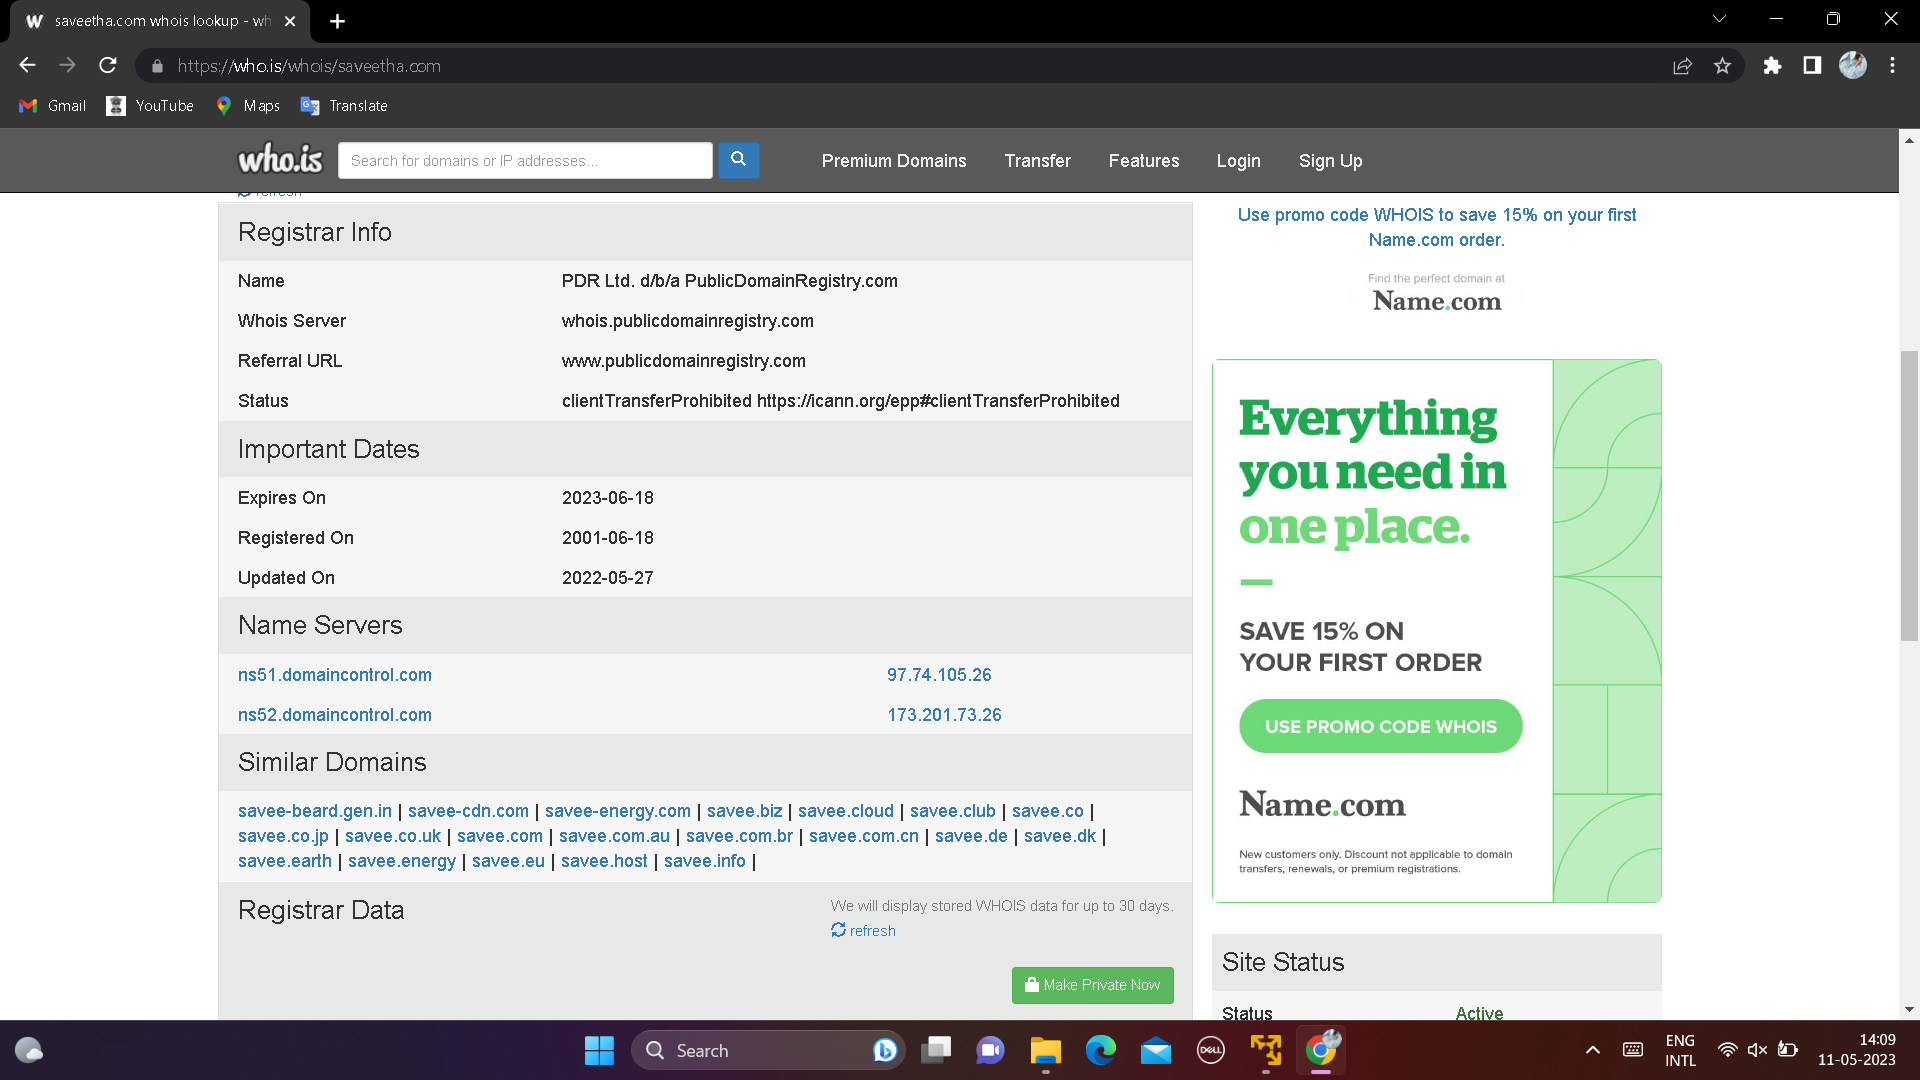 saveetha.com whois lookup - wh
https://who.is/whois/saveetha.com
Gmail YouTube Maps Translate
who.is Search for domains or IP addresses... Premium Domains Transfer Features Login Sign Up
refresh
Registrar Info
Name PDR Ltd. d/b/a PublicDomainRegistry.com
Whois Server whois.publicdomainregistry.com
Referral URL www.publicdomainregistry.com
Status clientTransferProhibited https://icann.org/epp#clientTransferProhibited
Important Dates
Expires On 2023-06-18
Registered On 2001-06-18
Updated On 2022-05-27
Name Servers
ns51.domaincontrol.com 97.74.105.26
ns52.domaincontrol.com 173.201.73.26
Similar Domains
savee-beard.gen.in | savee-cdn.com | savee-energy.com | savee.biz | savee.cloud | savee.club | savee.co |
savee.co.jp | savee.co.uk | savee.com | savee.com.au | savee.com.br | savee.com.cn | savee.de | savee.dk |
savee.earth | savee.energy | savee.eu | savee.host | savee.info |
Registrar Data
We will display stored WHOIS data for up to 30 days.
refresh
Make Private Now
Use promo code WHOIS to save 15% on your first
Name.com order.
Find the perfect domain at
Name.com
Everything
you need in
one place.
SAVE 15% ON
YOUR FIRST ORDER
USE PROMO CODE WHOIS
Name.com
New customers only. Discount not applicable to domain
transfers, renewals, or premium registrations.
Site Status
Status Active
Search
DELL
ENG
INTL
14:09
11-05-2023